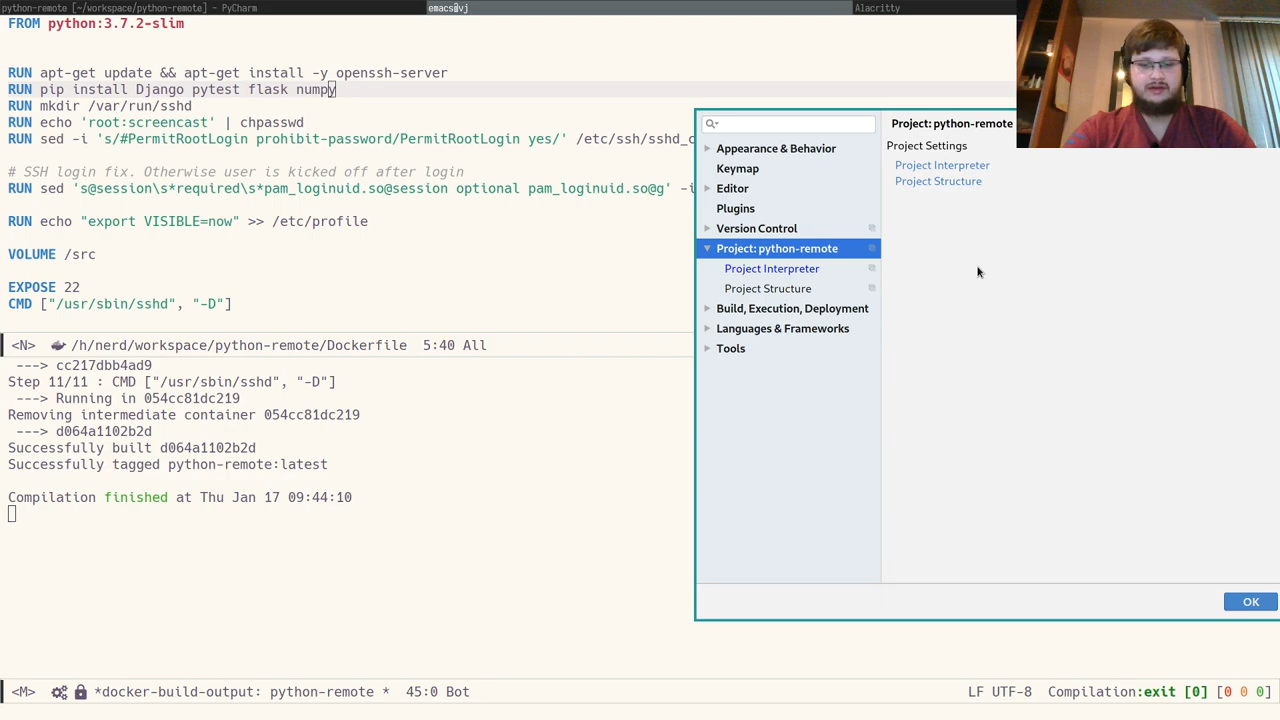 python-remote [~/workspace/python-remote] - PyCharm
emacs@vj
Alacritty
FROM python:3.7.2-slim
RUN apt-get update && apt-get install -y openssh-server
RUN pip install Django pytest flask numpy
RUN mkdir /var/run/sshd
RUN echo 'root:screencast' | chpasswd
RUN sed -i 's/#PermitRootLogin prohibit-password/PermitRootLogin yes/' /etc/ssh/sshd_c
# SSH login fix. Otherwise user is kicked off after login
RUN sed 's@session\s*required\s*pam_loginuid.so@session optional pam_loginuid.so@g' -i
RUN echo "export VISIBLE=now" >> /etc/profile
VOLUME /src
EXPOSE 22
CMD ["/usr/sbin/sshd", "-D"]
<N> /h/nerd/workspace/python-remote/Dockerfile 5:40 All
---> cc217dbb4ad9
Step 11/11 : CMD ["/usr/sbin/sshd", "-D"]
---> Running in 054cc81dc219
Removing intermediate container 054cc81dc219
---> d064a1102b2d
Successfully built d064a1102b2d
Successfully tagged python-remote:latest
Compilation finished at Thu Jan 17 09:44:10
Appearance & Behavior
Keymap
Editor
Plugins
Version Control
Project: python-remote
Project Interpreter
Project Structure
Build, Execution, Deployment
Languages & Frameworks
Tools
Project: python-remote
Project Settings
Project Interpreter
Project Structure
OK
<M> *docker-build-output: python-remote * 45:0 Bot
LF UTF-8 Compilation:exit [0] [0 0 0]